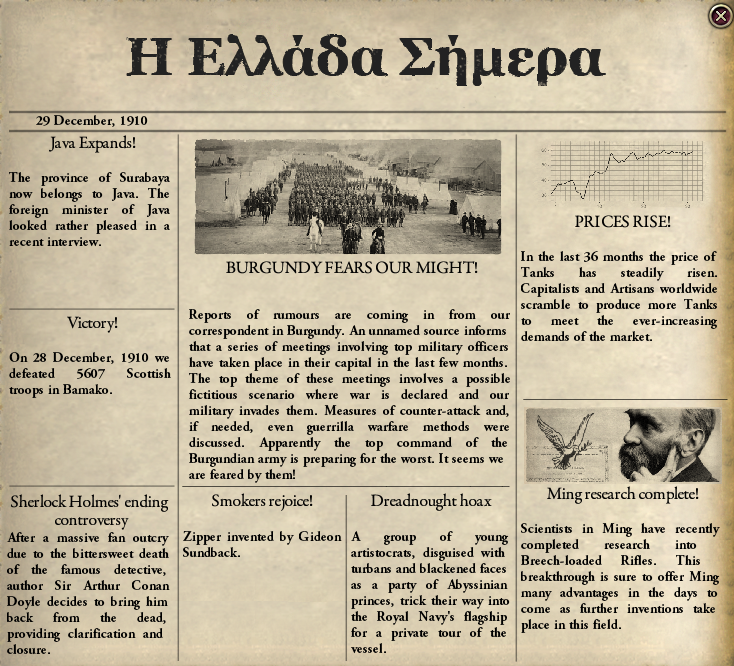 Η Ελλάδα Σήμερα
29 December, 1910
Java Expands!
The province of Surabaya
now belongs to Java. The
foreign minister of Java
looked rather pleased in a
recent interview.
Victory!
On 28 December, 1910 we
defeated 5607 Scottish
troops in Bamako.
Sherlock Holmes' ending
controversy
After a massive fan outcry
due to the bittersweet death
of the famous detective,
author Sir Arthur Conan
Doyle decides to bring him
back from the dead,
providing clarification and
closure.
BURGUNDY FEARS OUR MIGHT!
Reports of rumours are coming in from our
correspondent in Burgundy. An unnamed source informs
that a series of meetings involving top military officers
have taken place in their capital in the last few months.
The top theme of these meetings involves a possible
fictitious scenario where war is declared and our
military invades them. Measures of counter-attack and,
if needed, even guerrilla warfare methods were
discussed. Apparently the top command of the
Burgundian army is preparing for the worst. It seems we
are feared by them!
Smokers rejoice!
Zipper invented by Gideon
Sundback.
Dreadnought hoax
A group of young
artistocrats, disguised with
turbans and blackened faces
as a party of Abyssinian
princes, trick their way into
the Royal Navy's flagship
for a private tour of the
vessel.
PRICES RISE!
In the last 36 months the price of
Tanks has steadily risen.
Capitalists and Artisans worldwide
scramble to produce more Tanks
to meet the ever-increasing
demands of the market.
Ming research complete!
Scientists in Ming have recently
completed research into
Breech-loaded Rifles. This
breakthrough is sure to offer Ming
many advantages in the days to
come as further inventions take
place in this field.